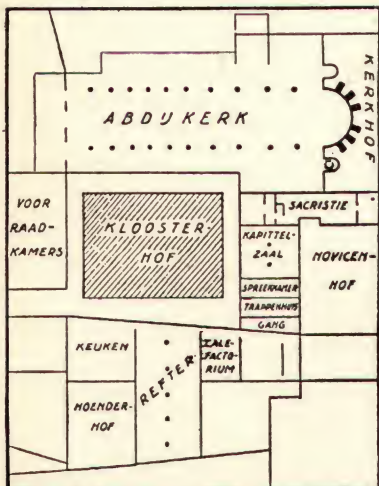 KERKHOF
ABDIJKERK
VOOR
RAAD-
KAMERS
KLOOSTER-
HOF
SACRISTIE
KAPITTEL-
ZAAL
SPREEKKAMER
TRAPPENHUIS
GANG
NOVICEN-
HOF
KEUKEN
REFTER
CALE-
FACTO-
RIUM
HOENDER-
HOF